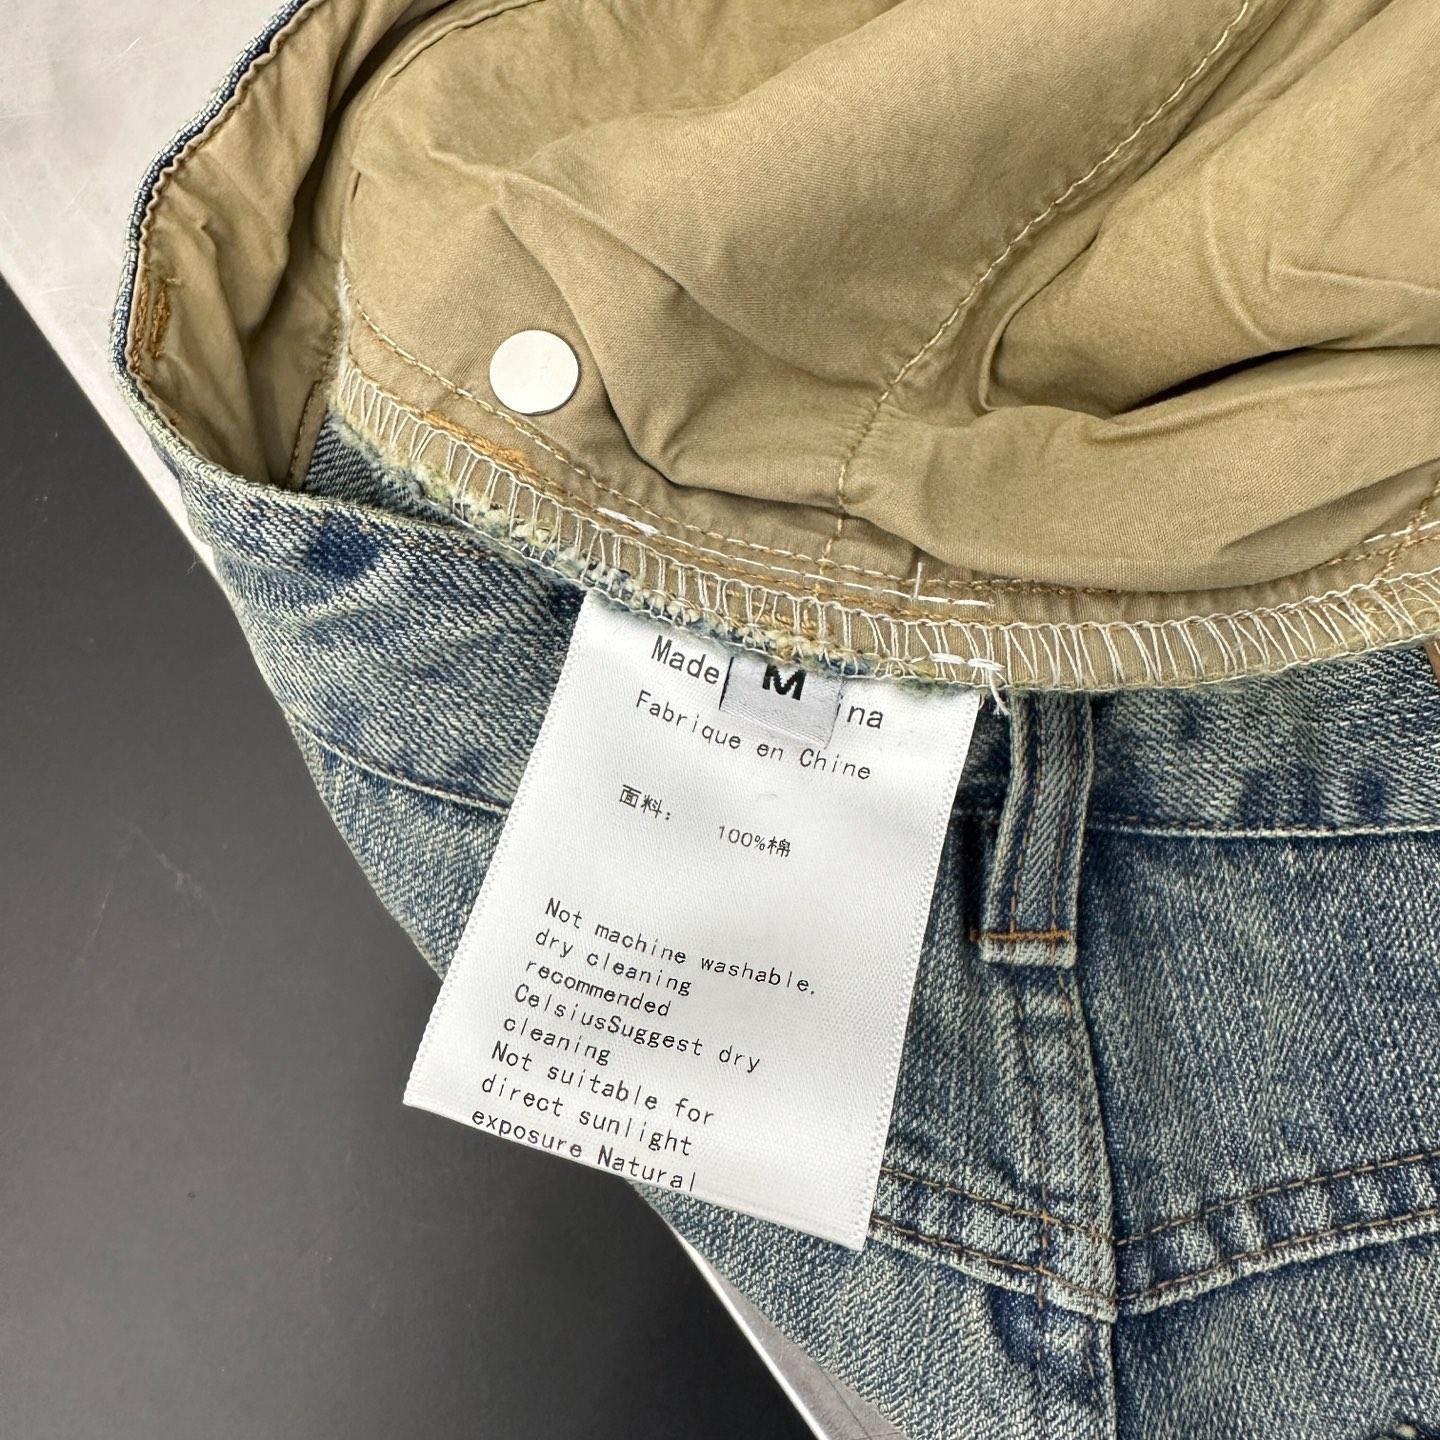 Made
M
na
Fabrique en Chine
面料: 100%棉
Not machine washable.
dry cleaning
recommended
CelsiusSuggest dry
cleaning
Not suitable for
direct sunlight
exposure Natural